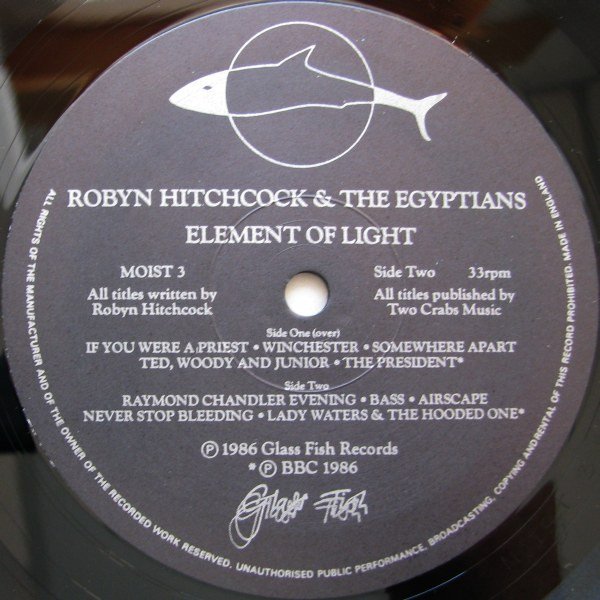 ROBYN HITCHCOCK & THE EGYPTIANS
ELEMENT OF LIGHT
MOIST 3
Side Two 33rpm
All titles written by
Robyn Hitchcock
All titles published by
Two Crabs Music
Side One (over)
IF YOU WERE A PRIEST • WINCHESTER • SOMEWHERE APART
TED, WOODY AND JUNIOR • THE PRESIDENT*
Side Two
RAYMOND CHANDLER EVENING • BASS • AIRSCAPE
NEVER STOP BLEEDING • LADY WATERS & THE HOODED ONE*
Ⓟ 1986 Glass Fish Records
* Ⓟ BBC 1986
Glass Fish
ALL RIGHTS OF THE MANUFACTURER AND OF THE OWNER OF THE RECORDED WORK RESERVED. UNAUTHORISED PUBLIC PERFORMANCE, BROADCASTING, COPYING AND RENTAL OF THIS RECORD PROHIBITED. MADE IN ENGLAND